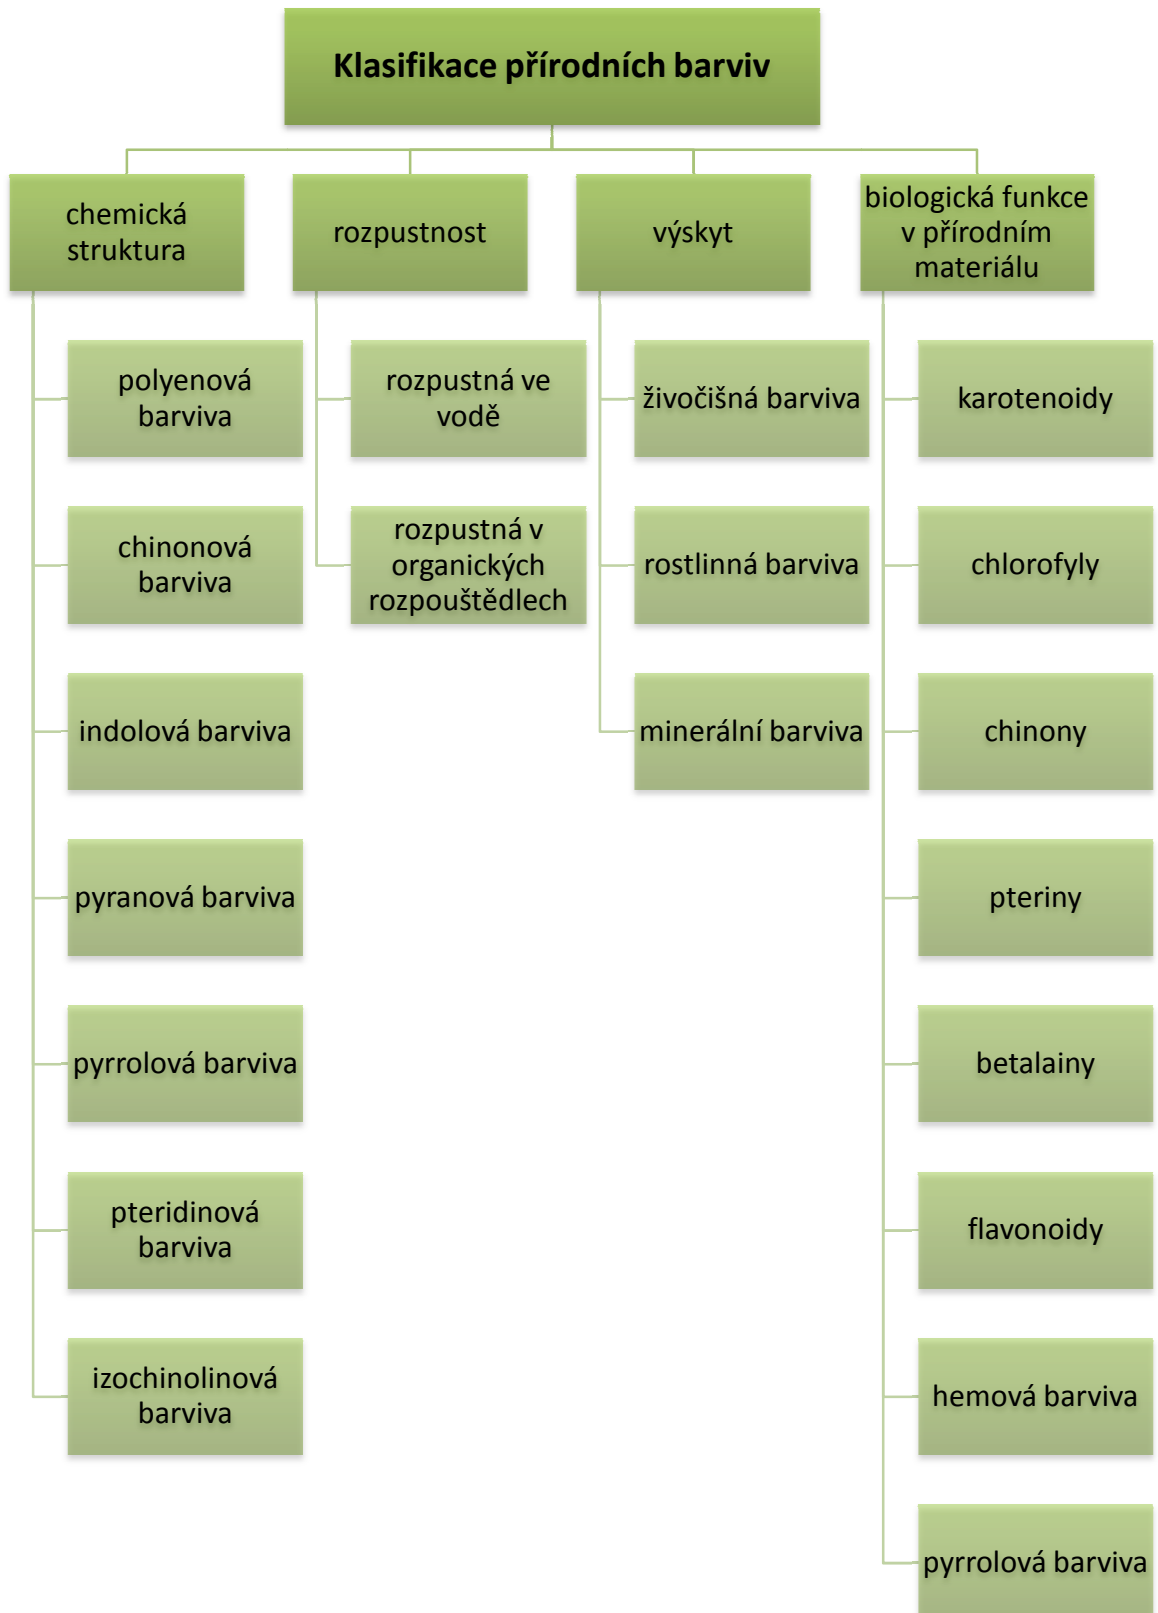 Klasifikace přírodních barviv
chemická
struktura
polyenová
barviva
chinonová
barviva
indolová barviva
pyranová barviva
pyrrolová barviva
pteridinová
barviva
izochinolinová
barviva
rozpustnost
rozpustná ve
vodě
rozpustná v
organických
rozpouštědlech
výskyt
živočišná barviva
rostlinná barviva
minerální barviva
biologická funkce
v přírodním
materiálu
karotenoidy
chlorofyly
chinony
pteriny
betalainy
flavonoidy
hemová barviva
pyrrolová barviva